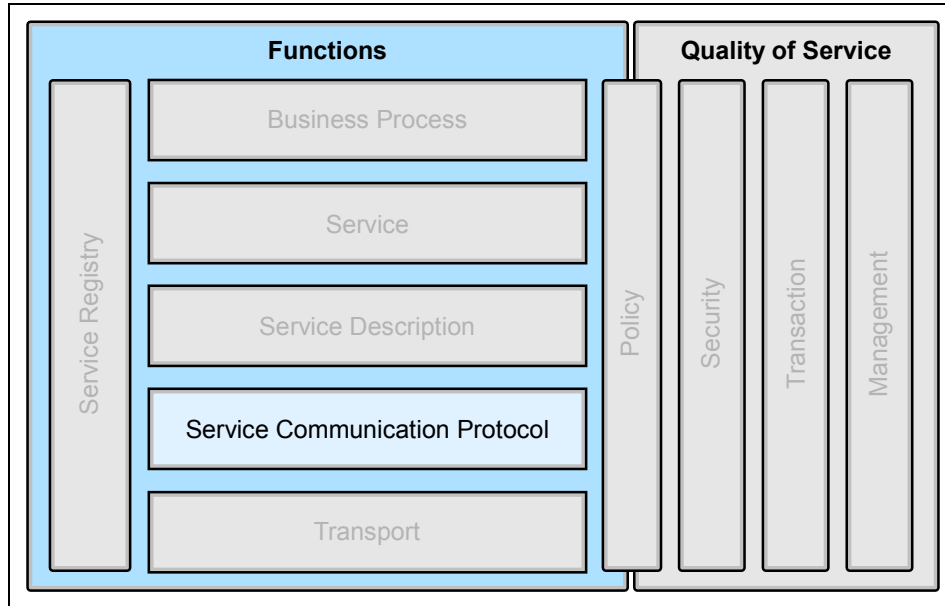 Functions
Quality of Service
Service Registry
Business Process
Service
Service Description
Service Communication Protocol
Transport
Policy
Security
Transaction
Management